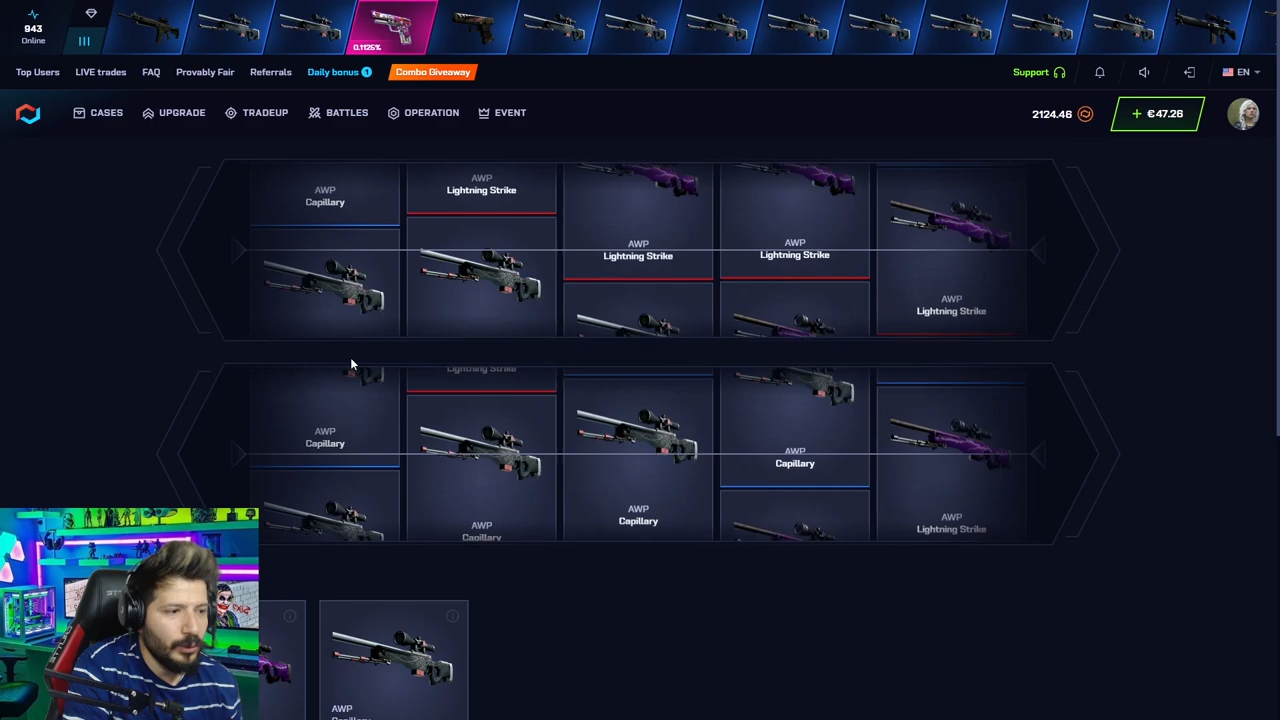 943
Online
0.1125%
Top Users
LIVE trades
FAQ
Provably Fair
Referrals
Daily bonus 1
Combo Giveaway
Support
EN
CASES
UPGRADE
TRADEUP
BATTLES
OPERATION
EVENT
2124.46
+ €47.26
AWP
Capillary
AWP
Lightning Strike
AWP
Lightning Strike
AWP
Lightning Strike
AWP
Lightning Strike
AWP
Capillary
Lightning Strike
AWP
Capillary
AWP
Capillary
AWP
Capillary
AWP
Lightning Strike
AWP
Capillary